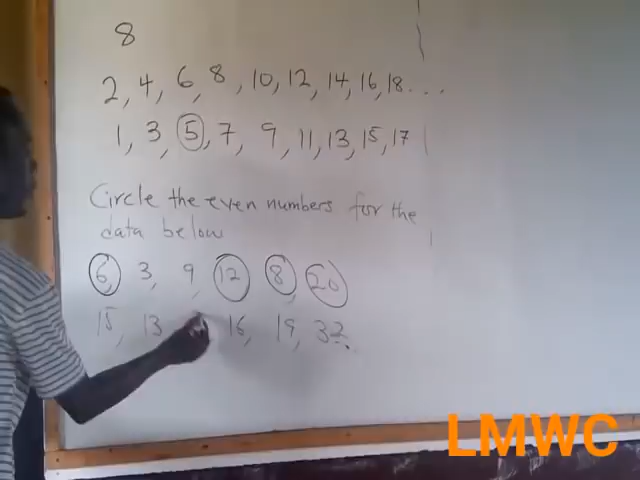 8
2, 4, 6, 8, 10, 12, 14, 16, 18...
1, 3, 5, 7, 9, 11, 13, 15, 17
Circle the even numbers for the
data below
6, 3, 9, 12, 8, 20
15, 13 16, 19, 32.
LMWC